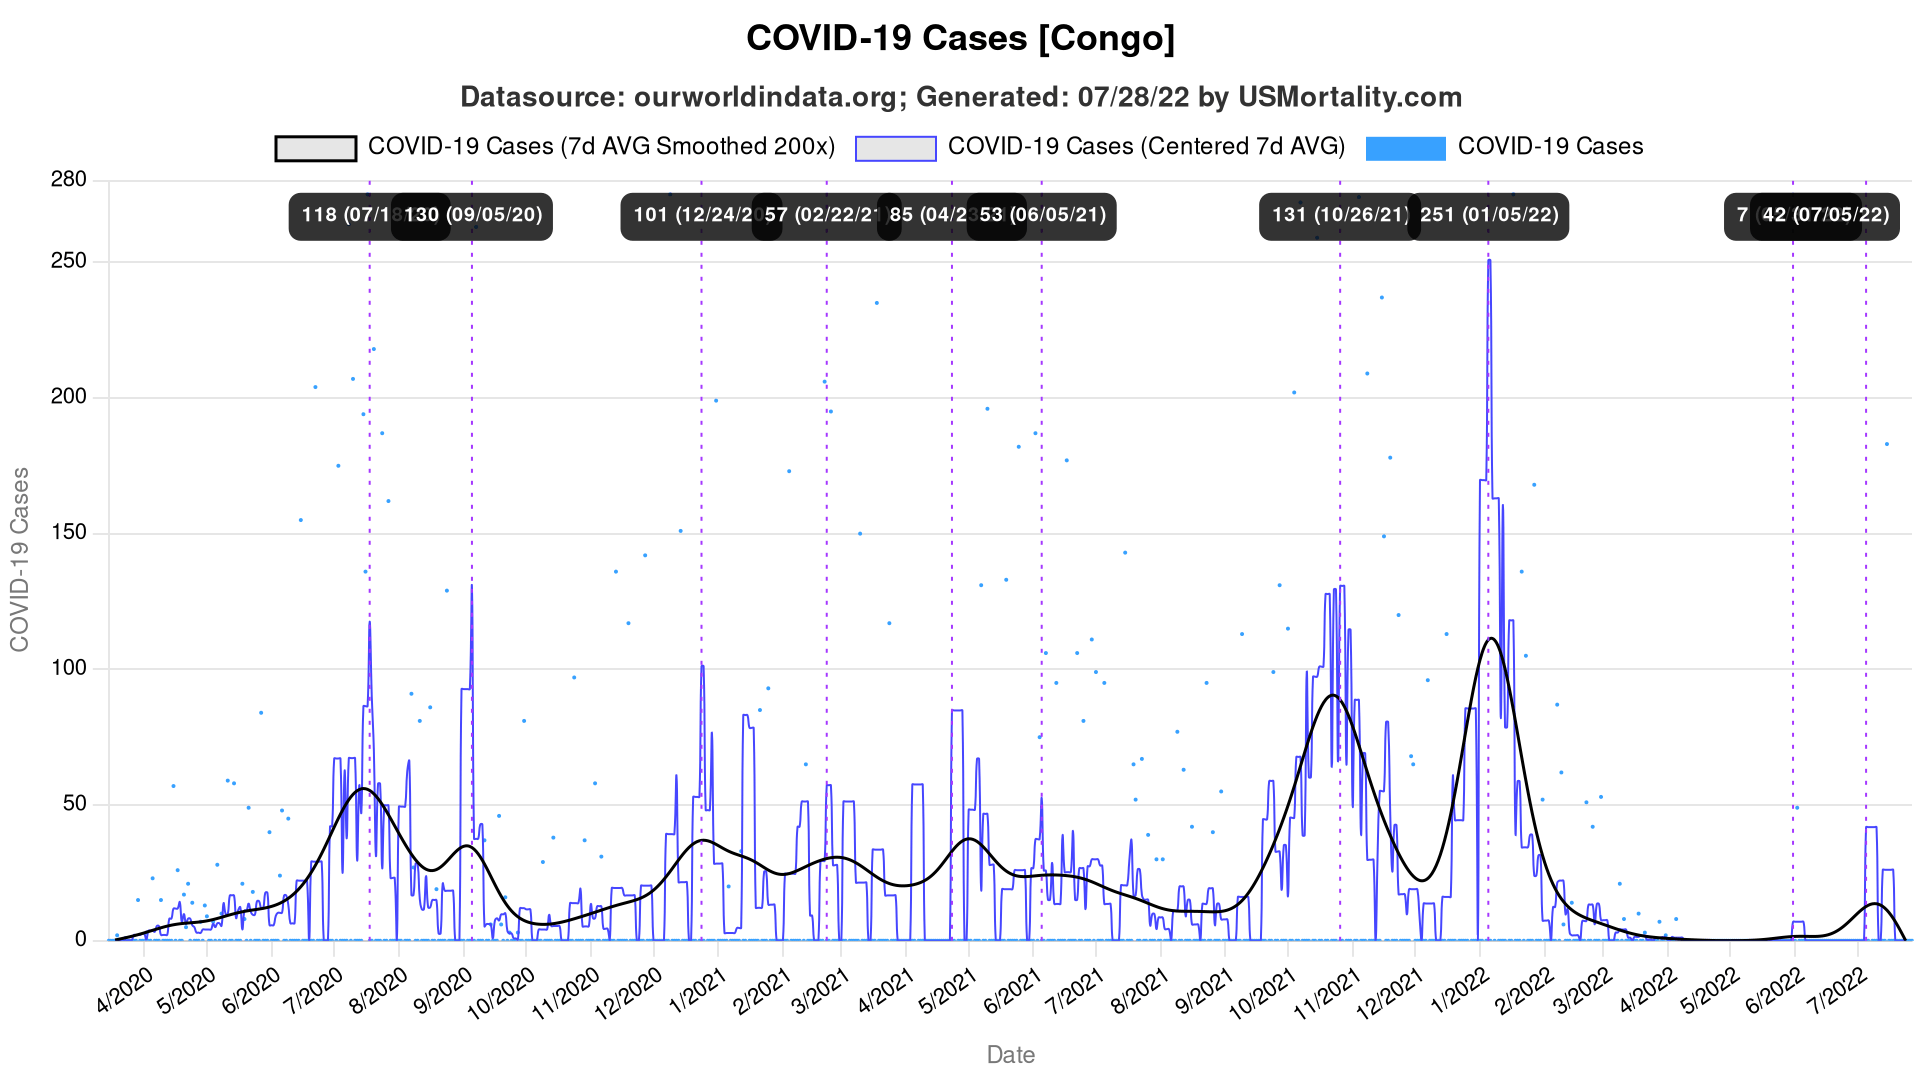 COVID-19 Cases [Congo]
Datasource: ourworldindata.org; Generated: 07/28/22 by USMortality.com
COVID-19 Cases (7d AVG Smoothed 200x) COVID-19 Cases (Centered 7d AVG) COVID-19 Cases
280
118 (07/18 130 (09/05/20) 101 (12/24/20 57 (02/22/21) 85 (04/23 53 (06/05/21) 131 (10/26/21) 251 (01/05/22) 7 42 (07/05/22)
250
200
150
100
50
0
COVID-19 Cases
4/2020 5/2020 6/2020 7/2020 8/2020 9/2020 10/2020 11/2020 12/2020 1/2021 2/2021 3/2021 4/2021 5/2021 6/2021 7/2021 8/2021 9/2021 10/2021 11/2021 12/2021 1/2022 2/2022 3/2022 4/2022 5/2022 6/2022 7/2022
Date